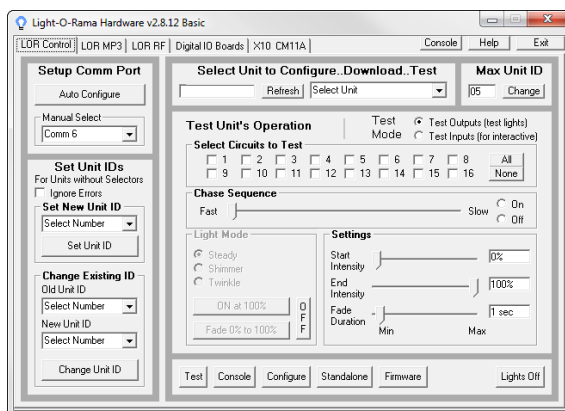 Light-O-Rama Hardware v2.8.12 Basic
LOR Control LOR MP3 LOR RF Digital IO Boards X10 CM11A Console Help Exit
Setup Comm Port
Auto Configure
Manual Select
Comm 6
Set Unit IDs
For Units without Selectors
Ignore Errors
Set New Unit ID
Select Number
Set Unit ID
Change Existing ID
Old Unit ID
Select Number
New Unit ID
Select Number
Change Unit ID
Select Unit to Configure..Download..Test
Refresh Select Unit
Max Unit ID
05 Change
Test Unit's Operation
Test Mode
Test Outputs (test lights)
Test Inputs (for interactive)
Select Circuits to Test
1 2 3 4 5 6 7 8 All
9 10 11 12 13 14 15 16 None
Chase Sequence
Fast Slow On
Off
Light Mode
Steady
Shimmer
Twinkle
ON at 100%
Fade 0% to 100%
OFF
Settings
Start Intensity 0%
End Intensity 100%
Fade Duration 1 sec
Min Max
Test Console Configure Standalone Firmware Lights Off